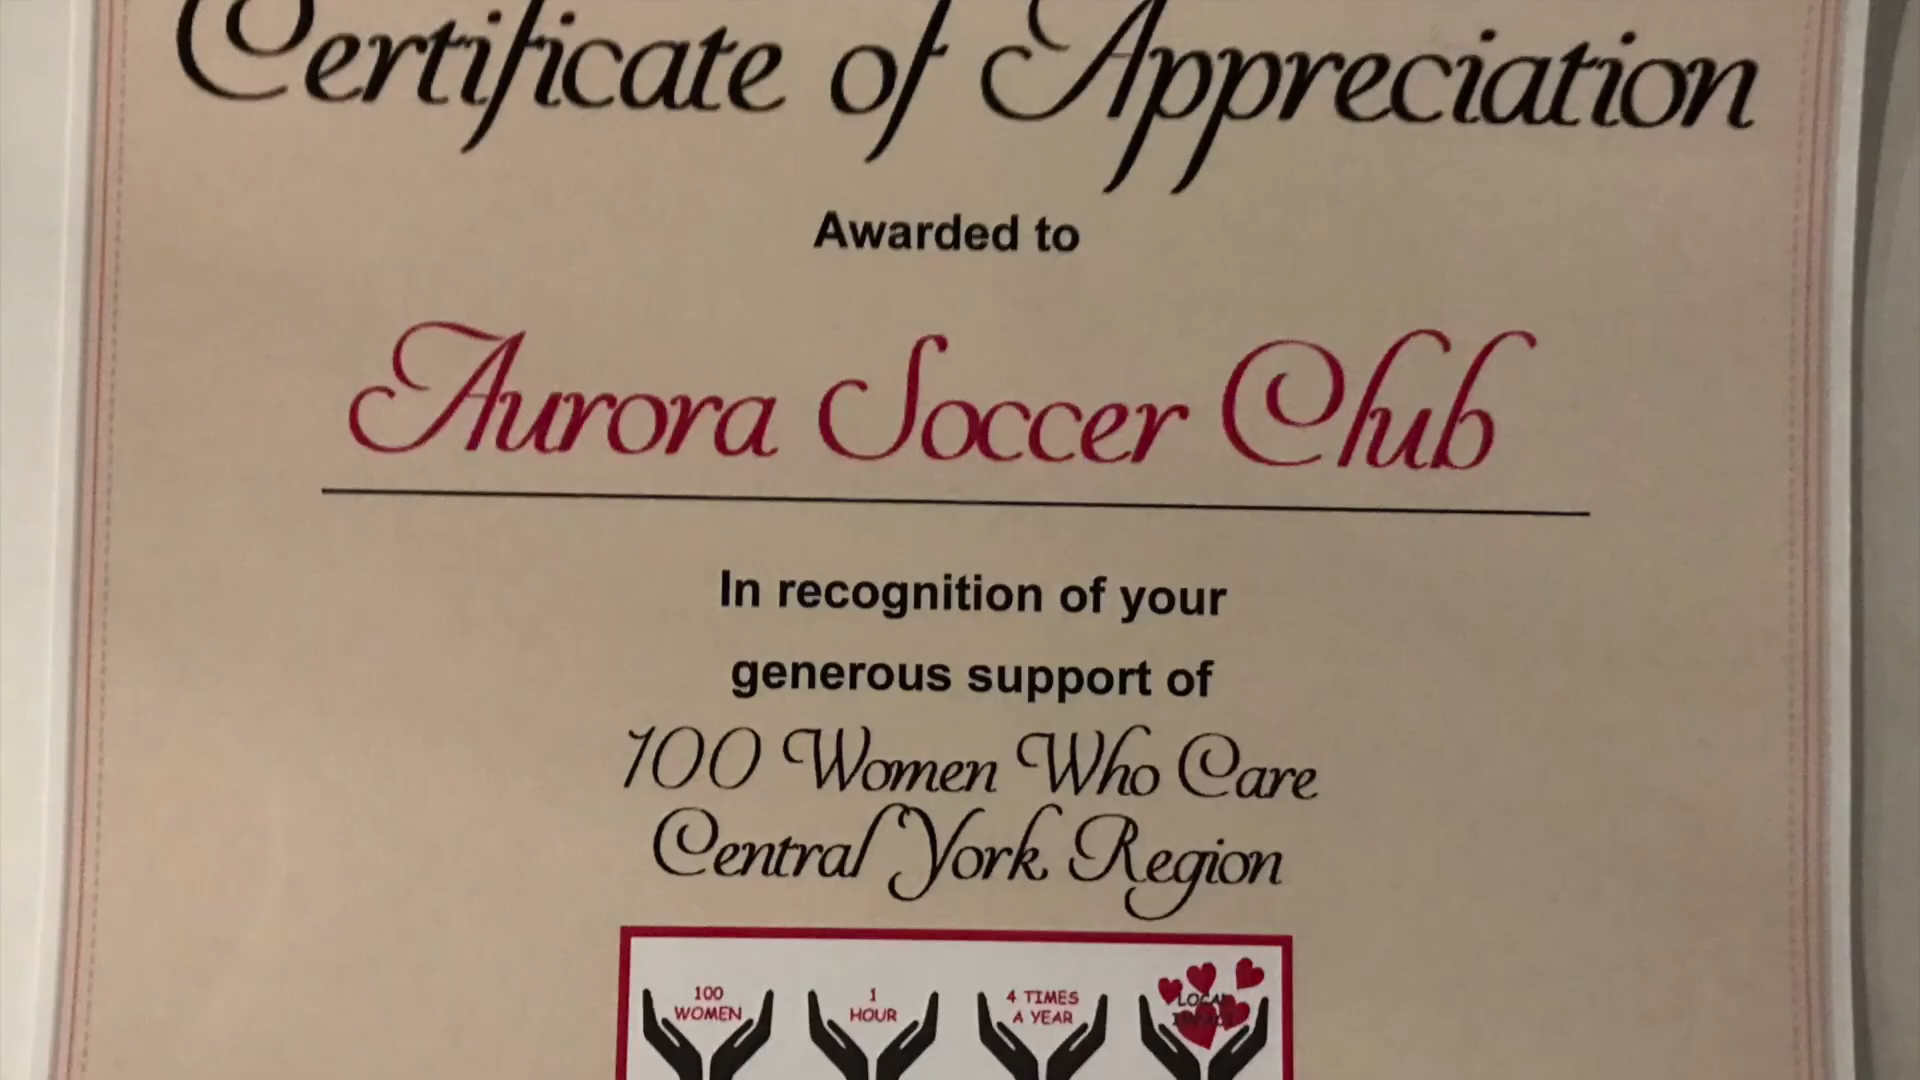 Certificate of Appreciation
Awarded to
Aurora Soccer Club
In recognition of your
generous support of
100 Women Who Care
Central York Region
100
WOMEN
1
HOUR
4 TIMES
A YEAR
LOCAL